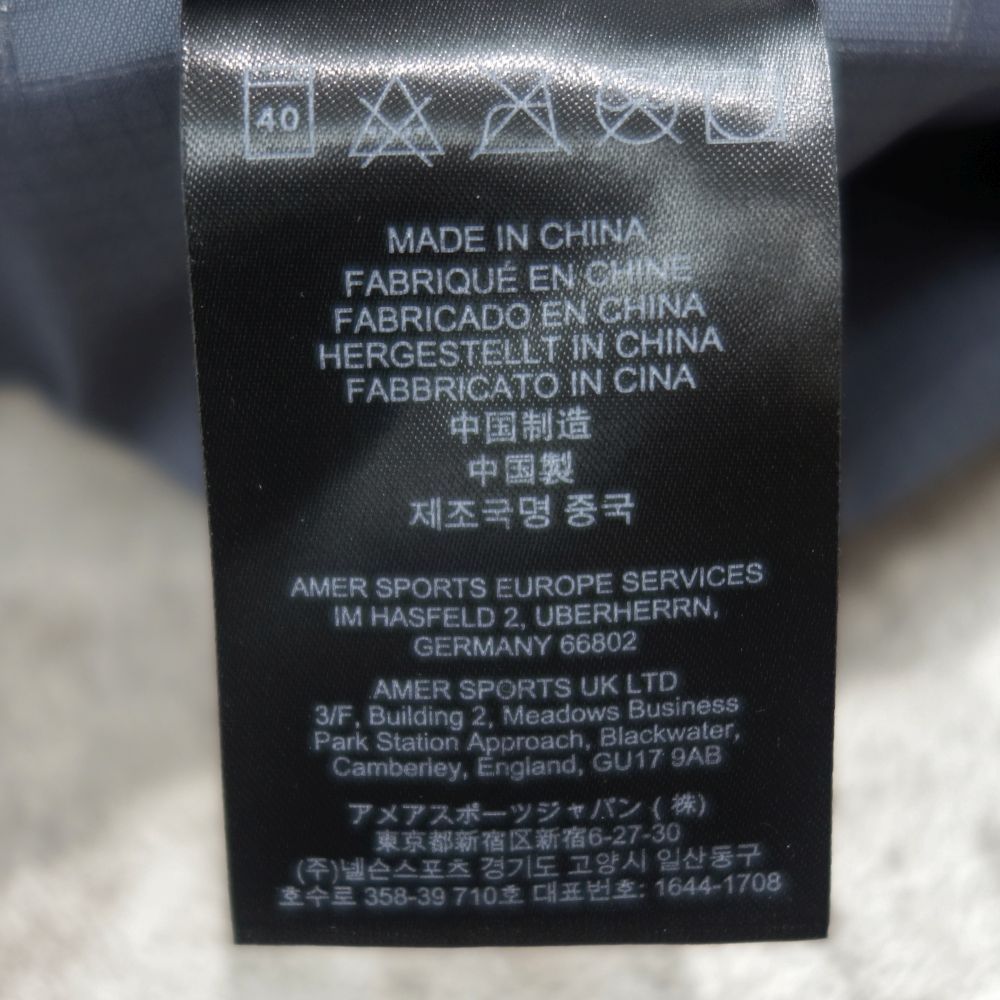 40
MADE IN CHINA
FABRIQUÉ EN CHINE
FABRICADO EN CHINA
HERGESTELLT IN CHINA
FABBRICATO IN CINA
中国制造
中国製
제조국명 중국
AMER SPORTS EUROPE SERVICES
IM HASFELD 2, UBERHERRN,
GERMANY 66802
AMER SPORTS UK LTD
3/F, Building 2, Meadows Business
Park Station Approach, Blackwater,
Camberley, England, GU17 9AB
アメアスポーツジャパン (株)
東京都新宿区新宿6-27-30
(주)넬슨스포츠 경기도 고양시 일산동구
호수로 358-39 710호 대표번호: 1644-1708